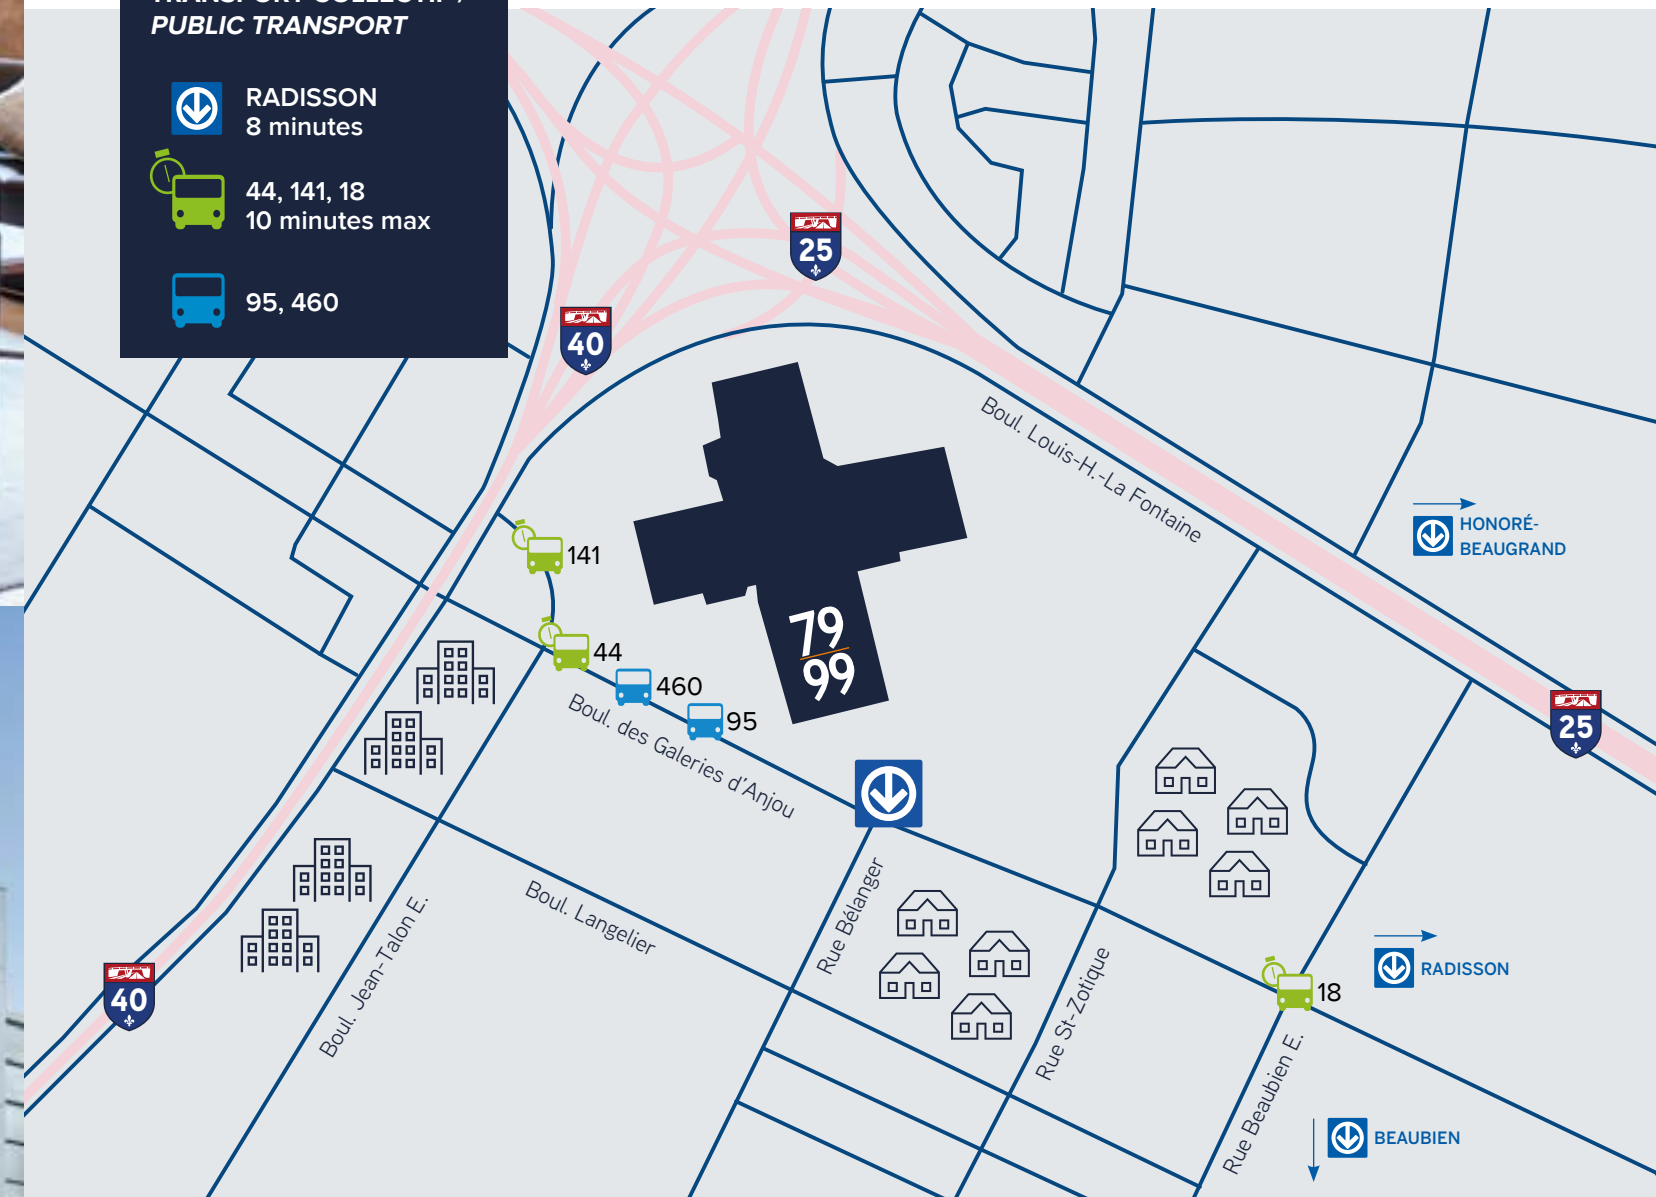 TRANSPORT COLLECTIF /
PUBLIC TRANSPORT
RADISSON
8 minutes
44, 141, 18
10 minutes max
95, 460
25
40
Boul. Louis-H.-La Fontaine
HONORÉ-
BEAUGRAND
141
44
460
95
79
99
Boul. des Galeries d'Anjou
25
Boul. Langelier
Rue Bélanger
Boul. Jean-Talon E.
Rue St-Zotique
RADISSON
18
40
Rue Beaubien E.
BEAUBIEN